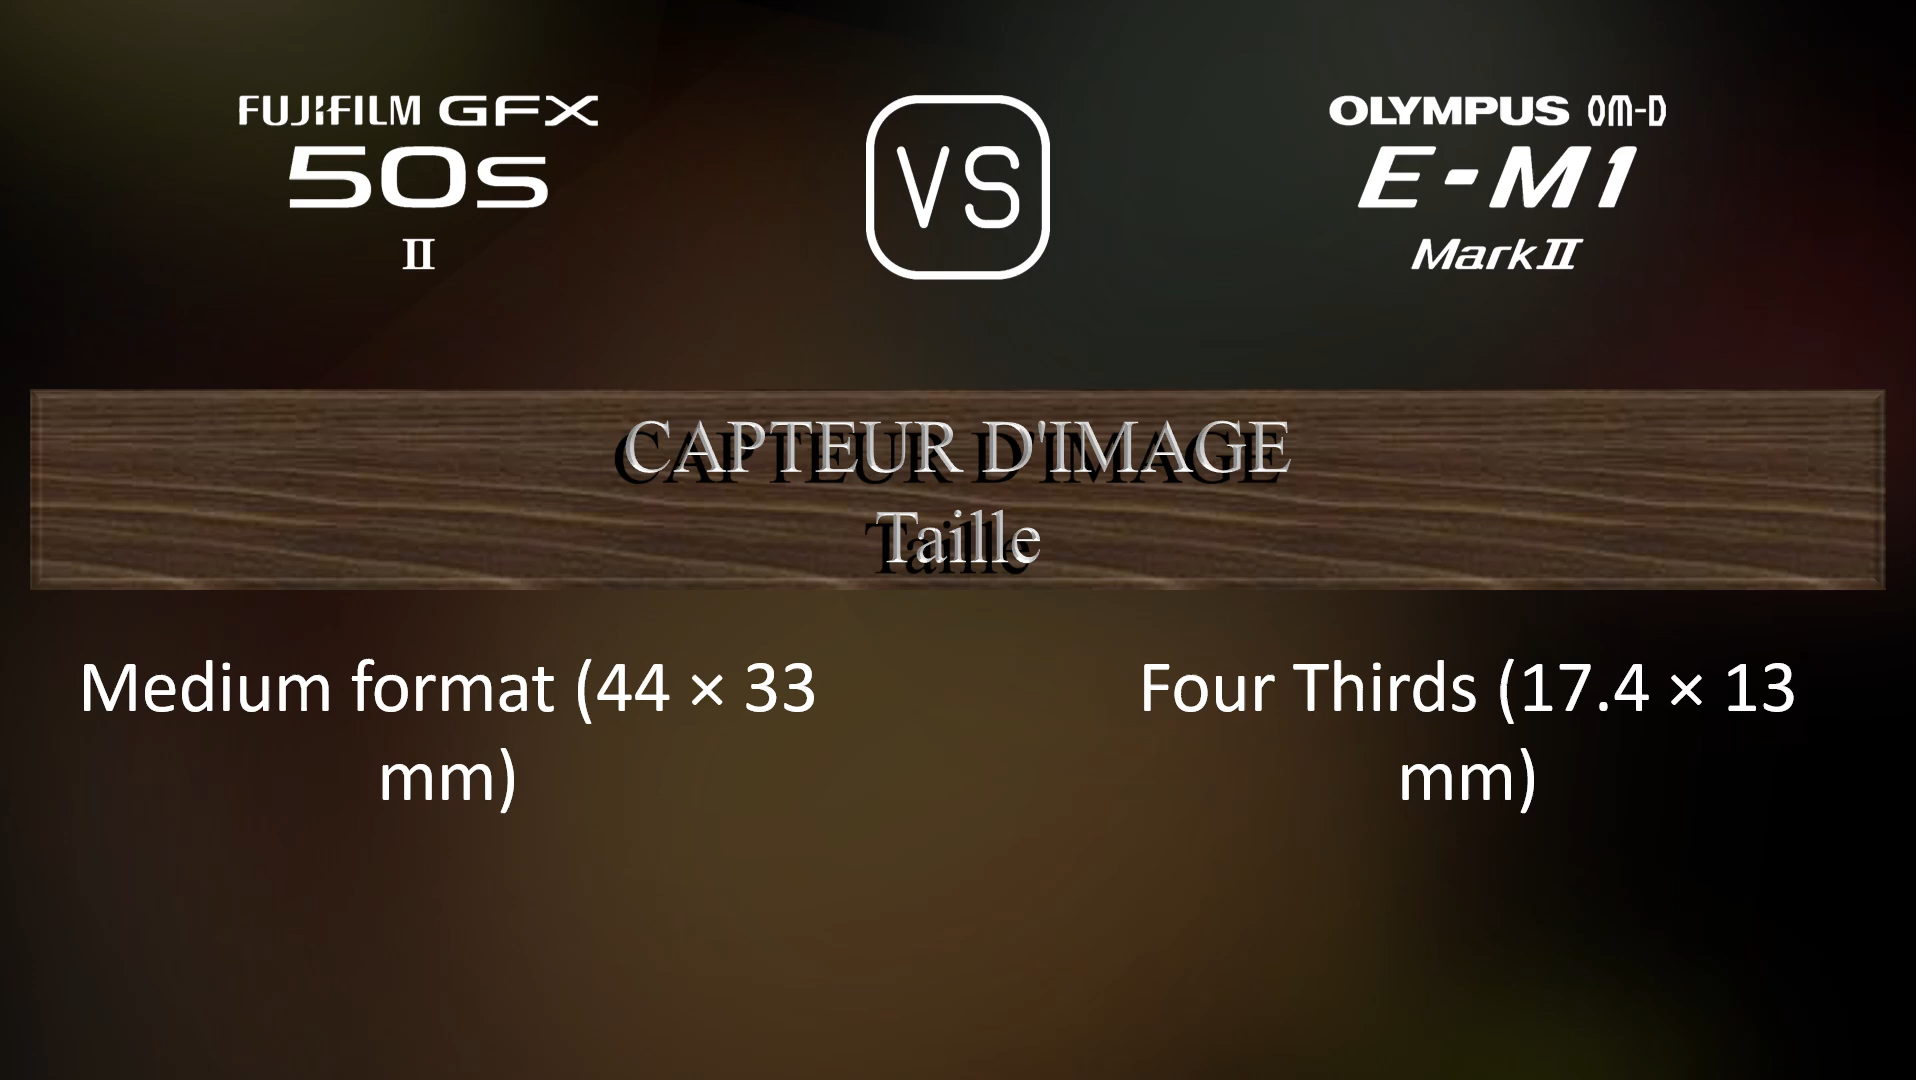 FUJIFILM GFX
50S
II
VS
OLYMPUS OM-D
E-M1
Mark II
CAPTEUR D'IMAGE
Taille
Medium format (44 × 33
mm)
Four Thirds (17.4 × 13
mm)